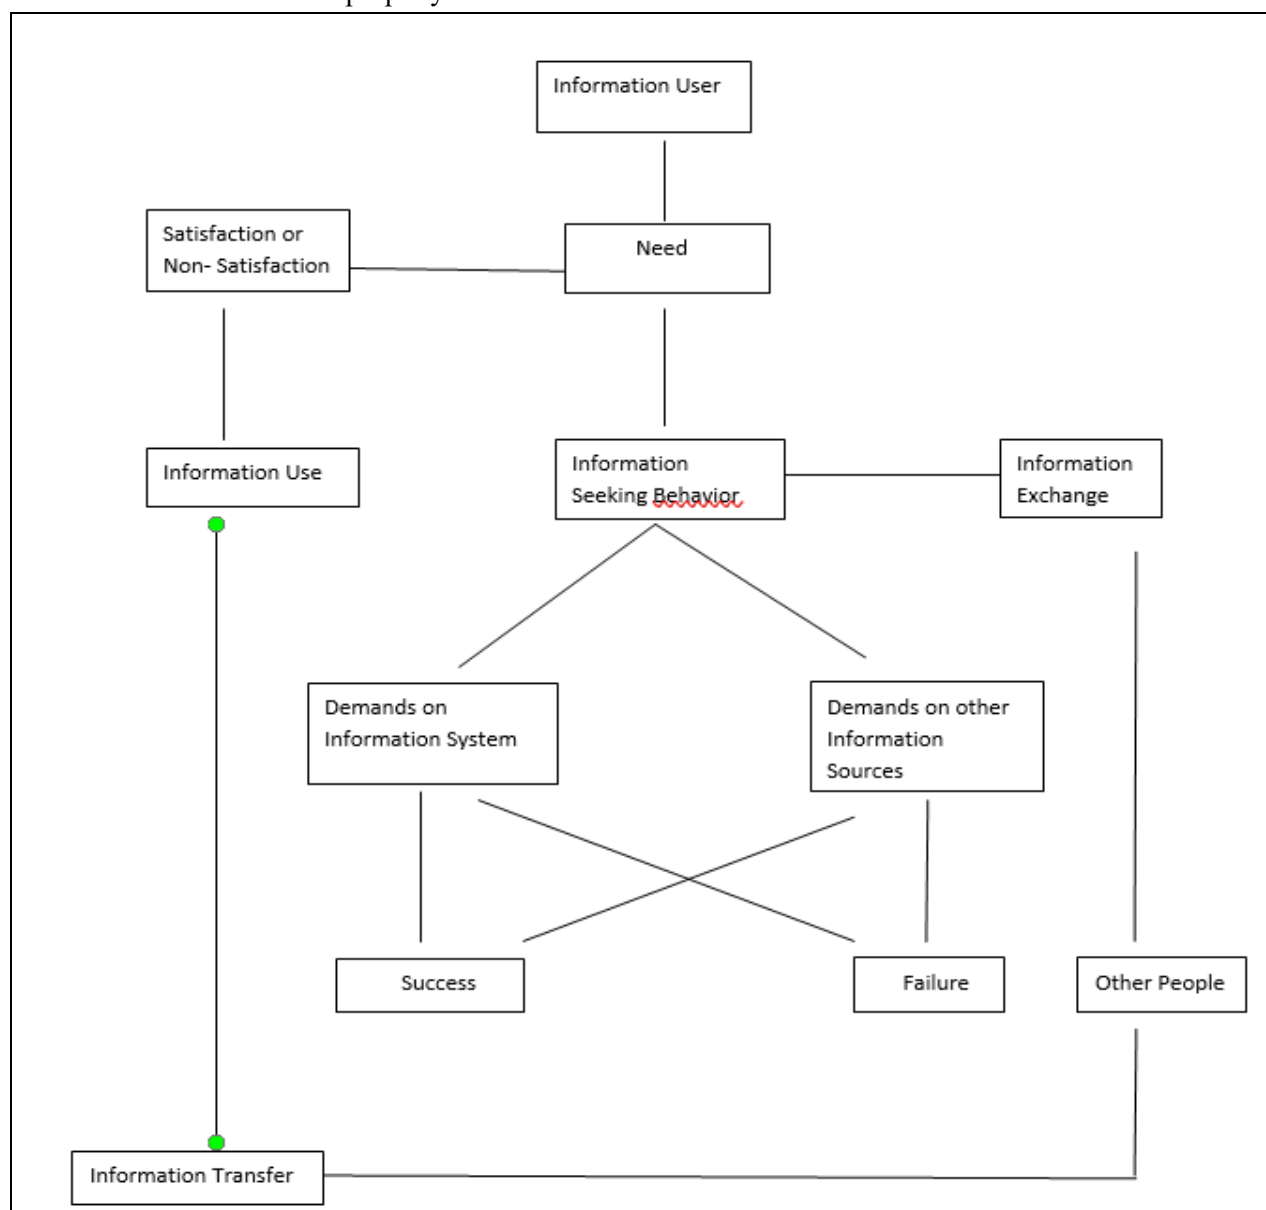 Information User
Satisfaction or
Non- Satisfaction
Need
Information Use
Information
Seeking Behavior
Information
Exchange
Demands on
Information System
Demands on other
Information
Sources
Success
Failure
Other People
Information Transfer